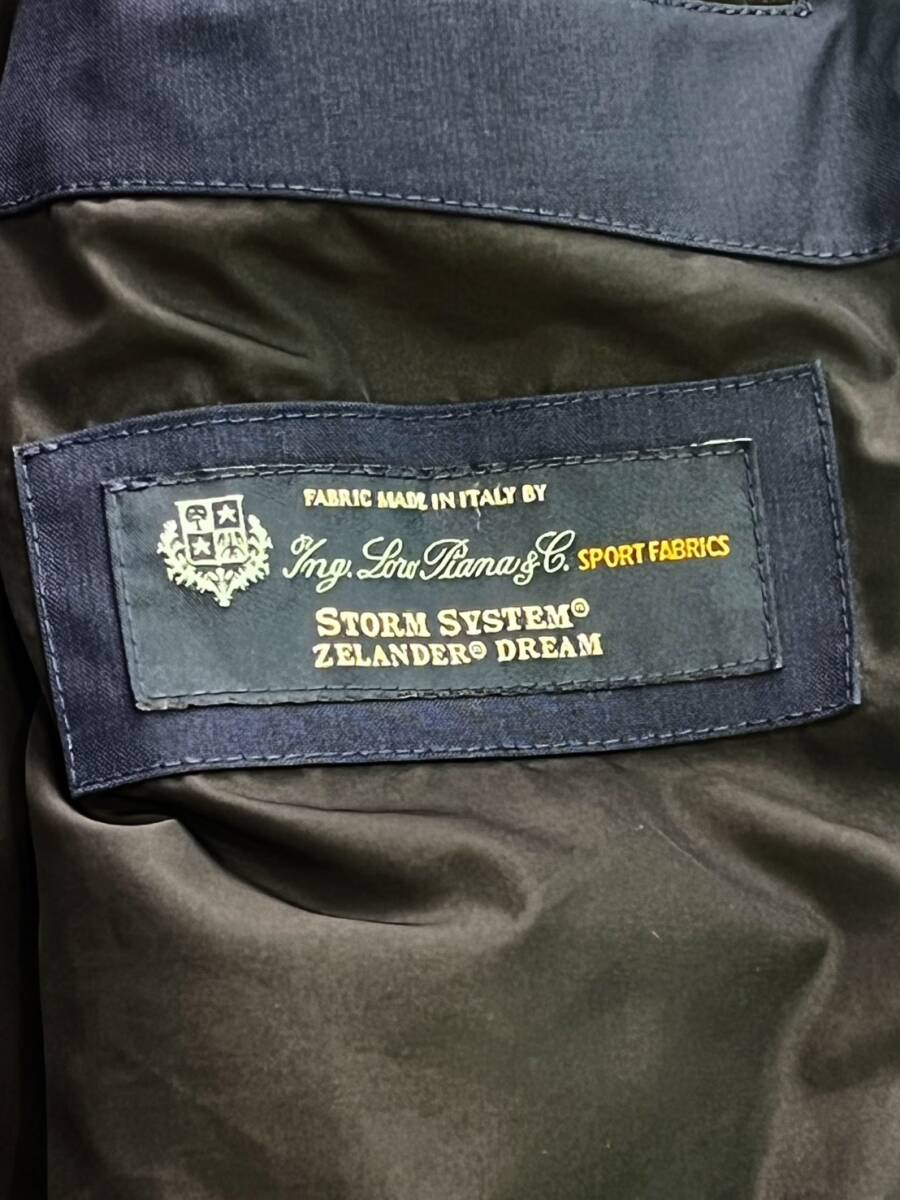 FABRIC MADE IN ITALY BY
Ing. Loro Piana & C. SPORT FABRICS
STORM SYSTEM®
ZELANDER® DREAM